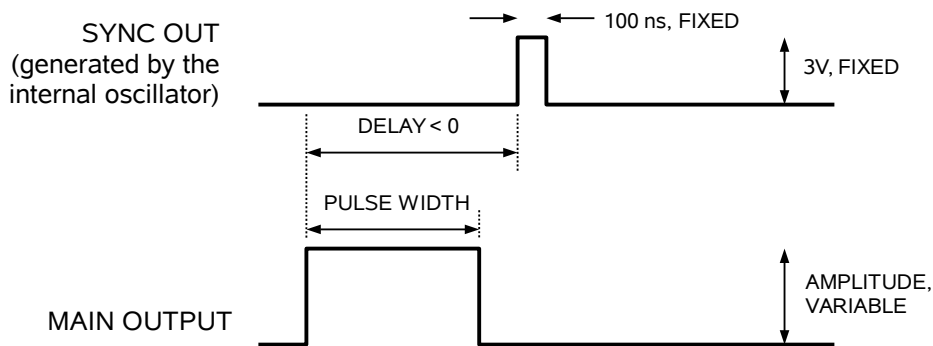 SYNC OUT
(generated by the
internal oscillator)
100 ns, FIXED
3V, FIXED
DELAY < 0
PULSE WIDTH
MAIN OUTPUT
AMPLITUDE,
VARIABLE